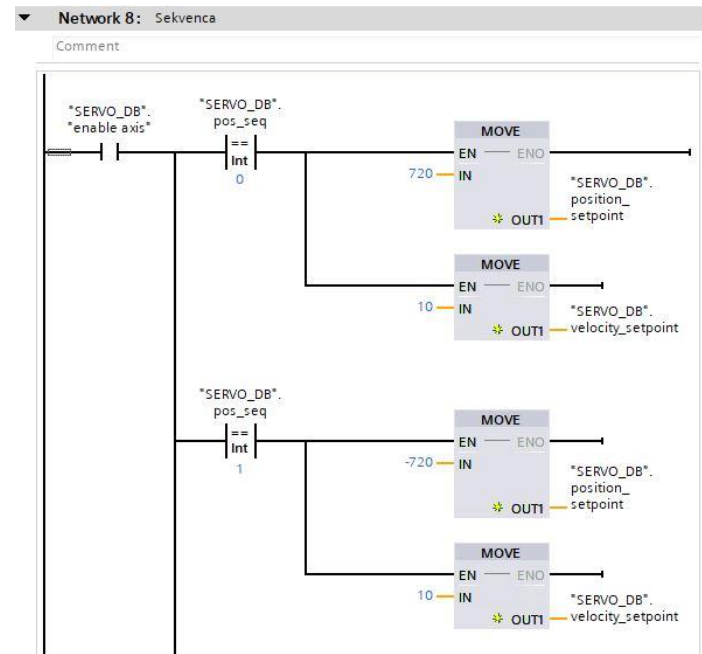 Network 8: Sekvenca
Comment
"SERVO_DB".
"enable axis"
"SERVO_DB".
pos_seq
==
Int
0
MOVE
EN ENO
720 IN
OUT1
"SERVO_DB".
position_
setpoint
MOVE
EN ENO
10 IN
OUT1
"SERVO_DB".
velocity_setpoint
"SERVO_DB".
pos_seq
==
Int
1
MOVE
EN ENO
-720 IN
OUT1
"SERVO_DB".
position_
setpoint
MOVE
EN ENO
10 IN
OUT1
"SERVO_DB".
velocity_setpoint